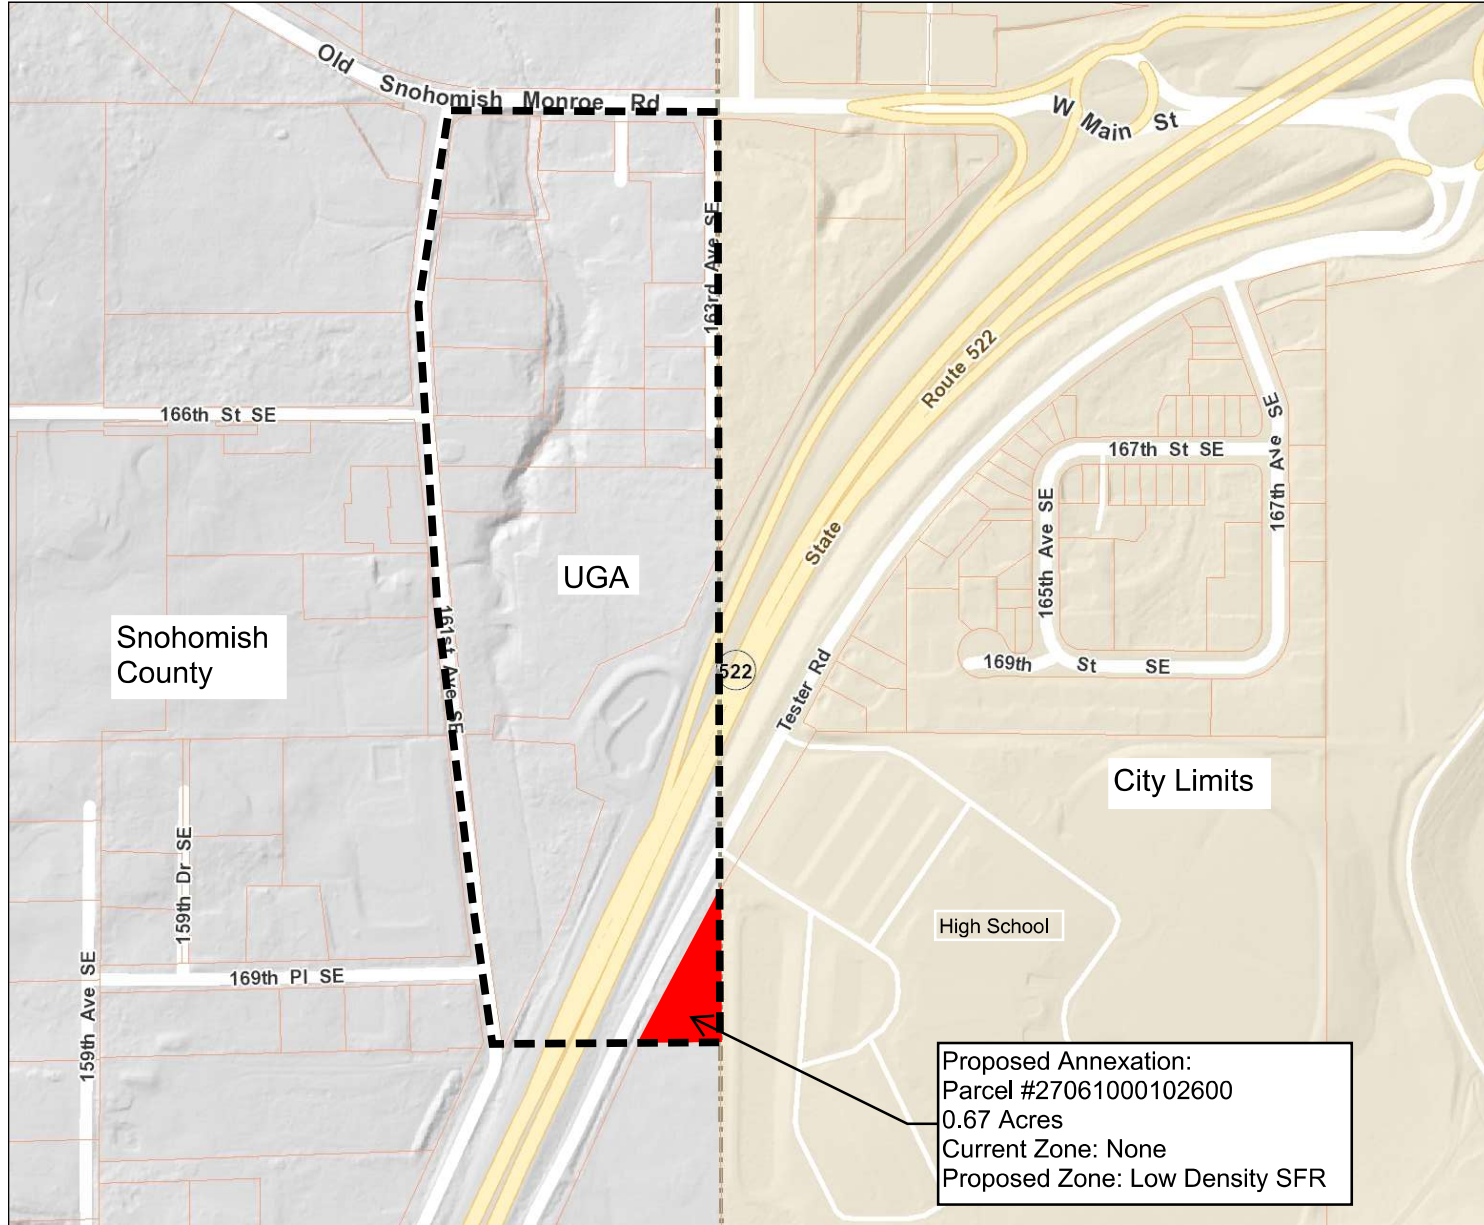 Old Snohomish Monroe Rd
W Main St
163rd Ave SE
Route 522
166th St SE
167th St SE
167th Ave SE
165th Ave SE
State
UGA
161st Ave SE
Snohomish
County
522
169th St SE
Tester Rd
City Limits
159th Dr SE
High School
159th Ave SE
169th Pl SE
Proposed Annexation:
Parcel #27061000102600
0.67 Acres
Current Zone: None
Proposed Zone: Low Density SFR